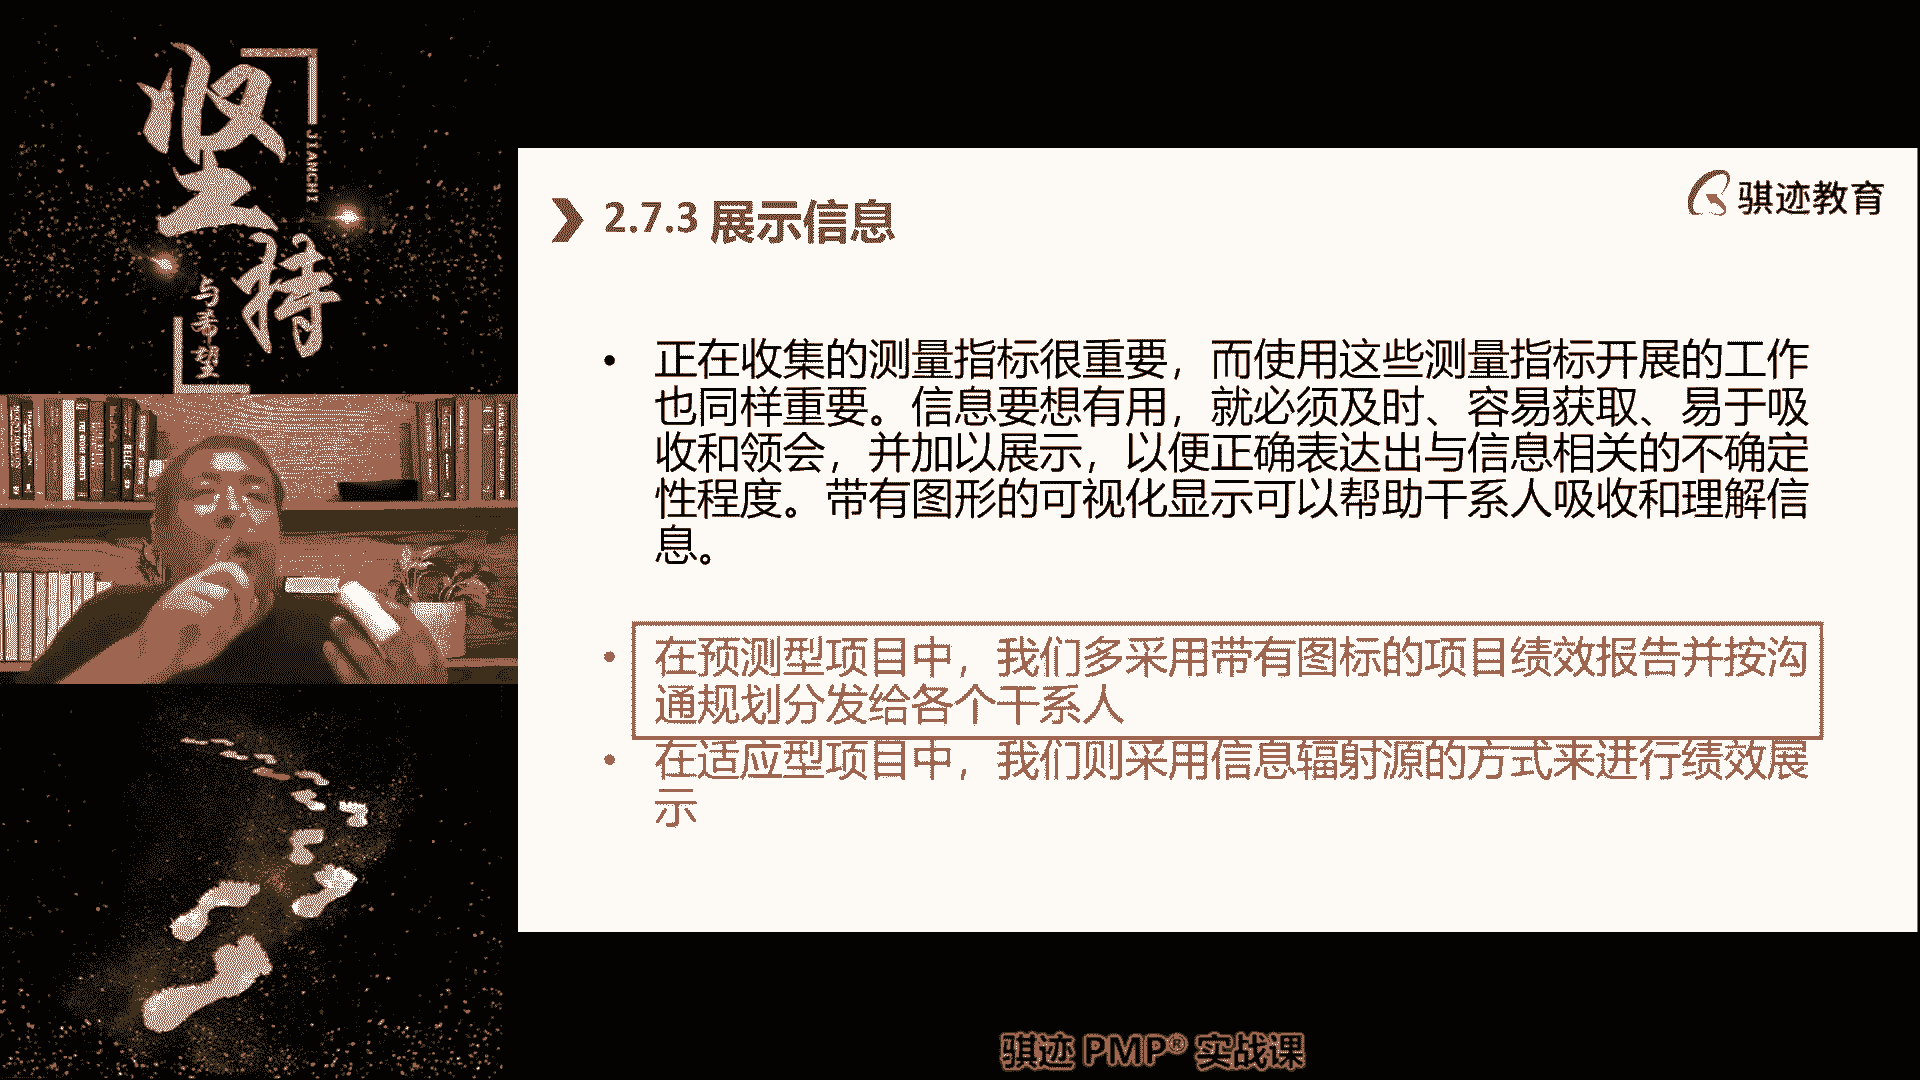 坚持
JIANCHI
与希望
骐迹教育
2.7.3 展示信息
• 正在收集的测量指标很重要，而使用这些测量指标开展的工作
也同样重要。信息要想有用，就必须及时、容易获取、易于吸
收和领会，并加以展示，以便正确表达出与信息相关的不确定
性程度。带有图形的可视化显示可以帮助干系人吸收和理解信
息。
• 在预测型项目中，我们多采用带有图标的项目绩效报告并按沟
通规划分发给各个干系人
• 在适应型项目中，我们则采用信息辐射源的方式来进行绩效展
示
骐迹 PMP® 实战课